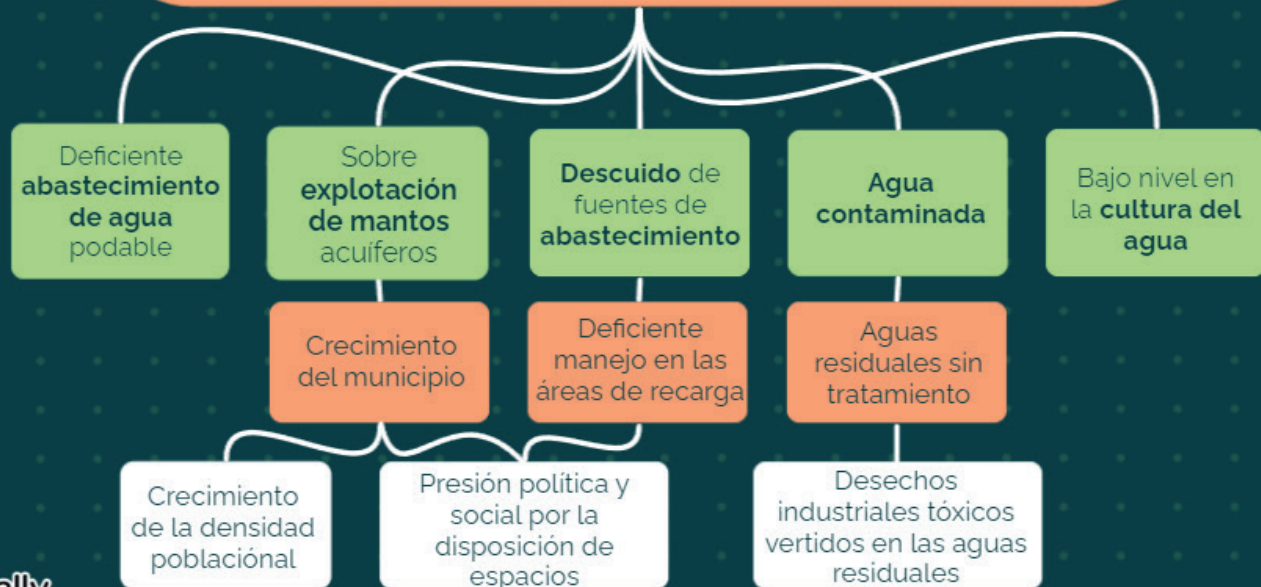 Deficiente
abastecimiento
de agua
podable
Sobre
explotación
de mantos
acuíferos
Descuido de
fuentes de
abastecimiento
Agua
contaminada
Bajo nivel en
la cultura del
agua
Crecimiento
del municipio
Deficiente
manejo en las
áreas de recarga
Aguas
residuales sin
tratamiento
Crecimiento
de la densidad
poblaciónal
Presión política y
social por la
disposición de
espacios
Desechos
industriales tóxicos
vertidos en las aguas
residuales